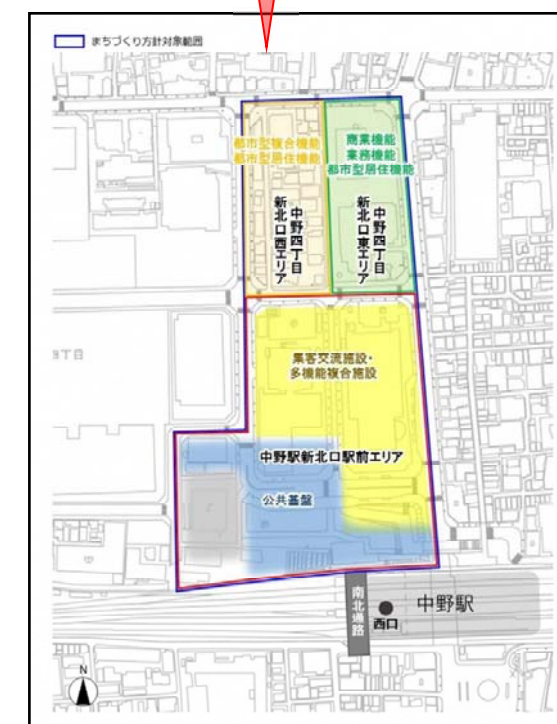 まちづくり方針対象範囲
都市型複合機能
都市型居住機能
商業機能
業務機能
都市型居住機能
中野四丁目
新北口西エリア
中野四丁目
新北口東エリア
集客交流施設・
多機能複合施設
3丁目
中野駅新北口駅前エリア
公共基盤
南北通路
中野駅
西口
N